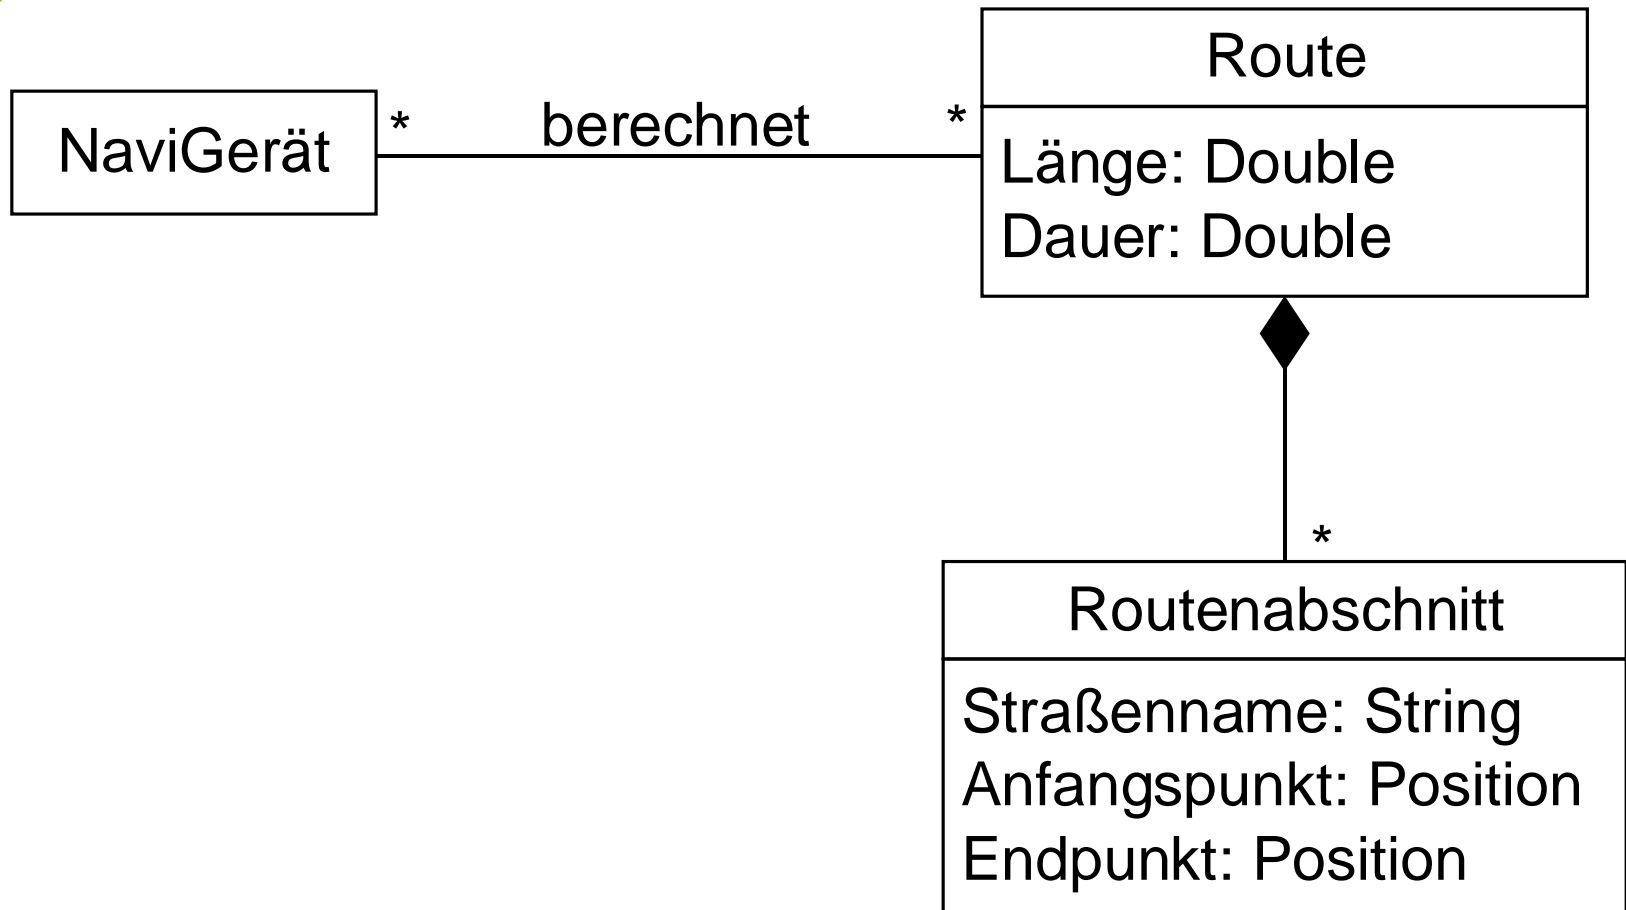 NaviGerät
*
berechnet
*
Route
Länge: Double
Dauer: Double
*
Routenabschnitt
Straßenname: String
Anfangspunkt: Position
Endpunkt: Position